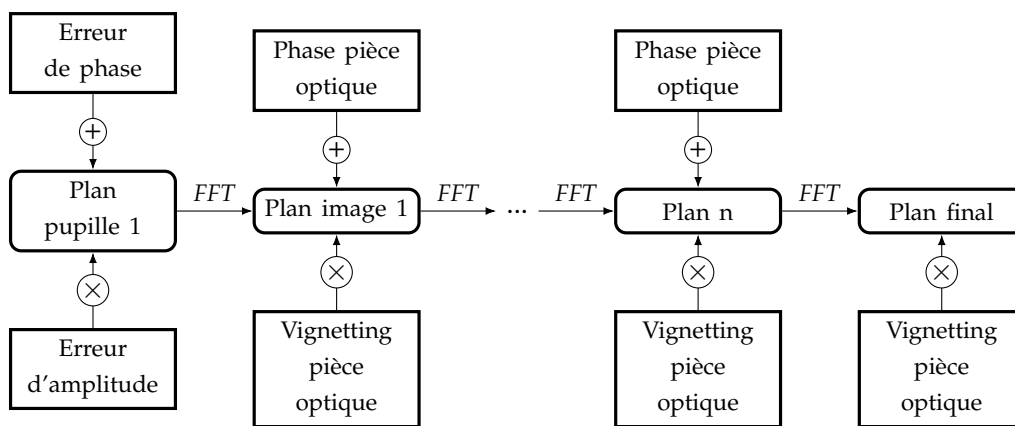 Erreur
de phase
Phase pièce
optique
Phase pièce
optique
+
+
+
Plan
pupille 1
FFT
Plan image 1
FFT
...
FFT
Plan n
FFT
Plan final
×
×
×
×
Erreur
d'amplitude
Vignetting
pièce
optique
Vignetting
pièce
optique
Vignetting
pièce
optique